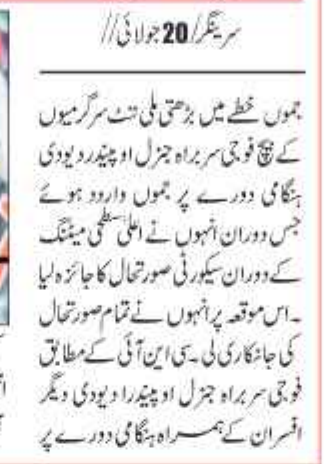 سرینگر/20 جولائی//
جموں خطے میں بڑھتی ملی ٹنٹ سرگرمیوں
کے بیچ فوجی سربراہ جنرل اوپیندر دیودی
ہنگامی دورے پر جموں وارود ہوئے
جس دوران انہوں نے اعلیٰ سطحی میٹنگ
کے دوران سیکورٹی صورتحال کا جائزہ لیا
۔اس موقعہ پر انہوں نے تمام صورتحال
کی جانکاری لی ۔سی این آئی کے مطابق
فوجی سربراہ جنرل اوپیندرا دیودی دیگر
افسران کے ہمراہ ہنگامی دورے پر